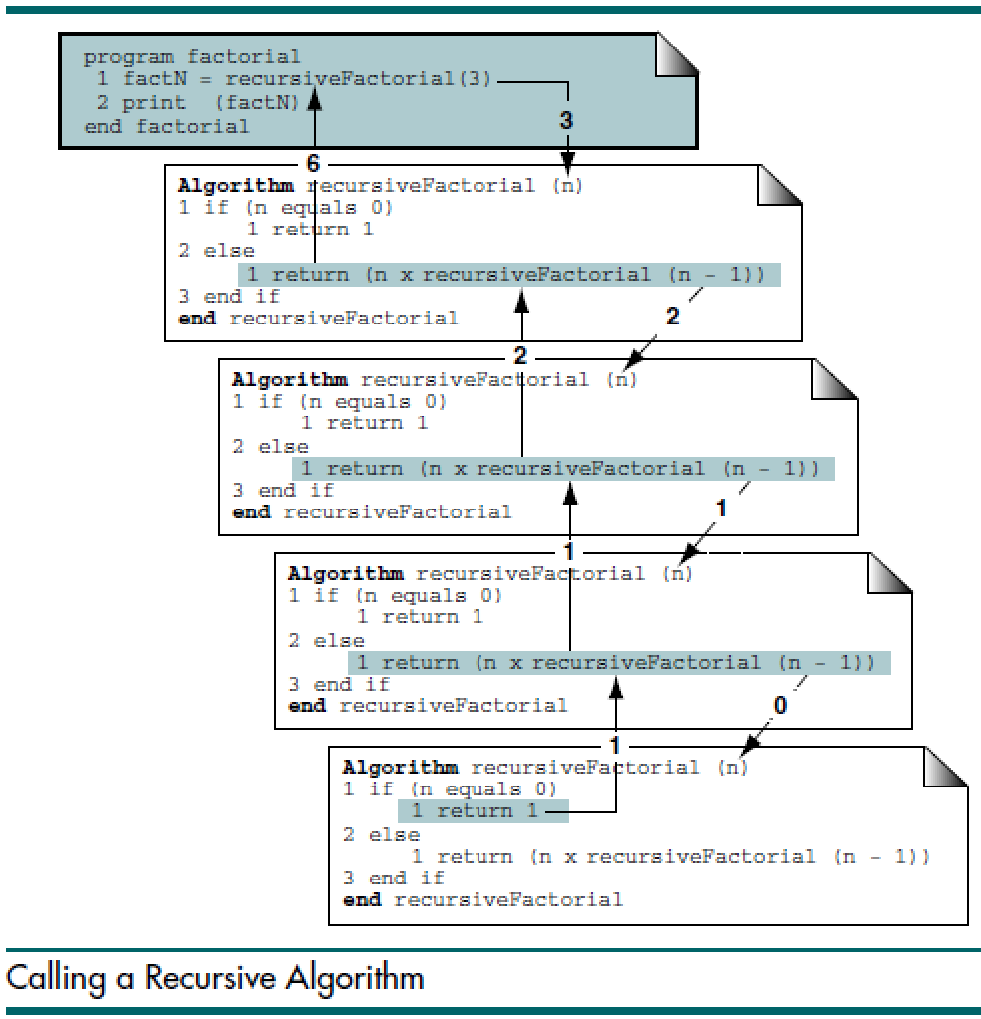 program factorial
1 factN = recursiveFactorial(3)
2 print (factN)
end factorial
3
6
Algorithm recursiveFactorial (n)
1 if (n equals 0)
1 return 1
2 else
1 return (n x recursiveFactorial (n - 1))
3 end if
end recursiveFactorial
2
2
Algorithm recursiveFactorial (n)
1 if (n equals 0)
1 return 1
2 else
1 return (n x recursiveFactorial (n - 1))
3 end if
end recursiveFactorial
1
1
Algorithm recursiveFactorial (n)
1 if (n equals 0)
1 return 1
2 else
1 return (n x recursiveFactorial (n - 1))
3 end if
end recursiveFactorial
0
1
Algorithm recursiveFactorial (n)
1 if (n equals 0)
1 return 1
2 else
1 return (n x recursiveFactorial (n - 1))
3 end if
end recursiveFactorial
Calling a Recursive Algorithm